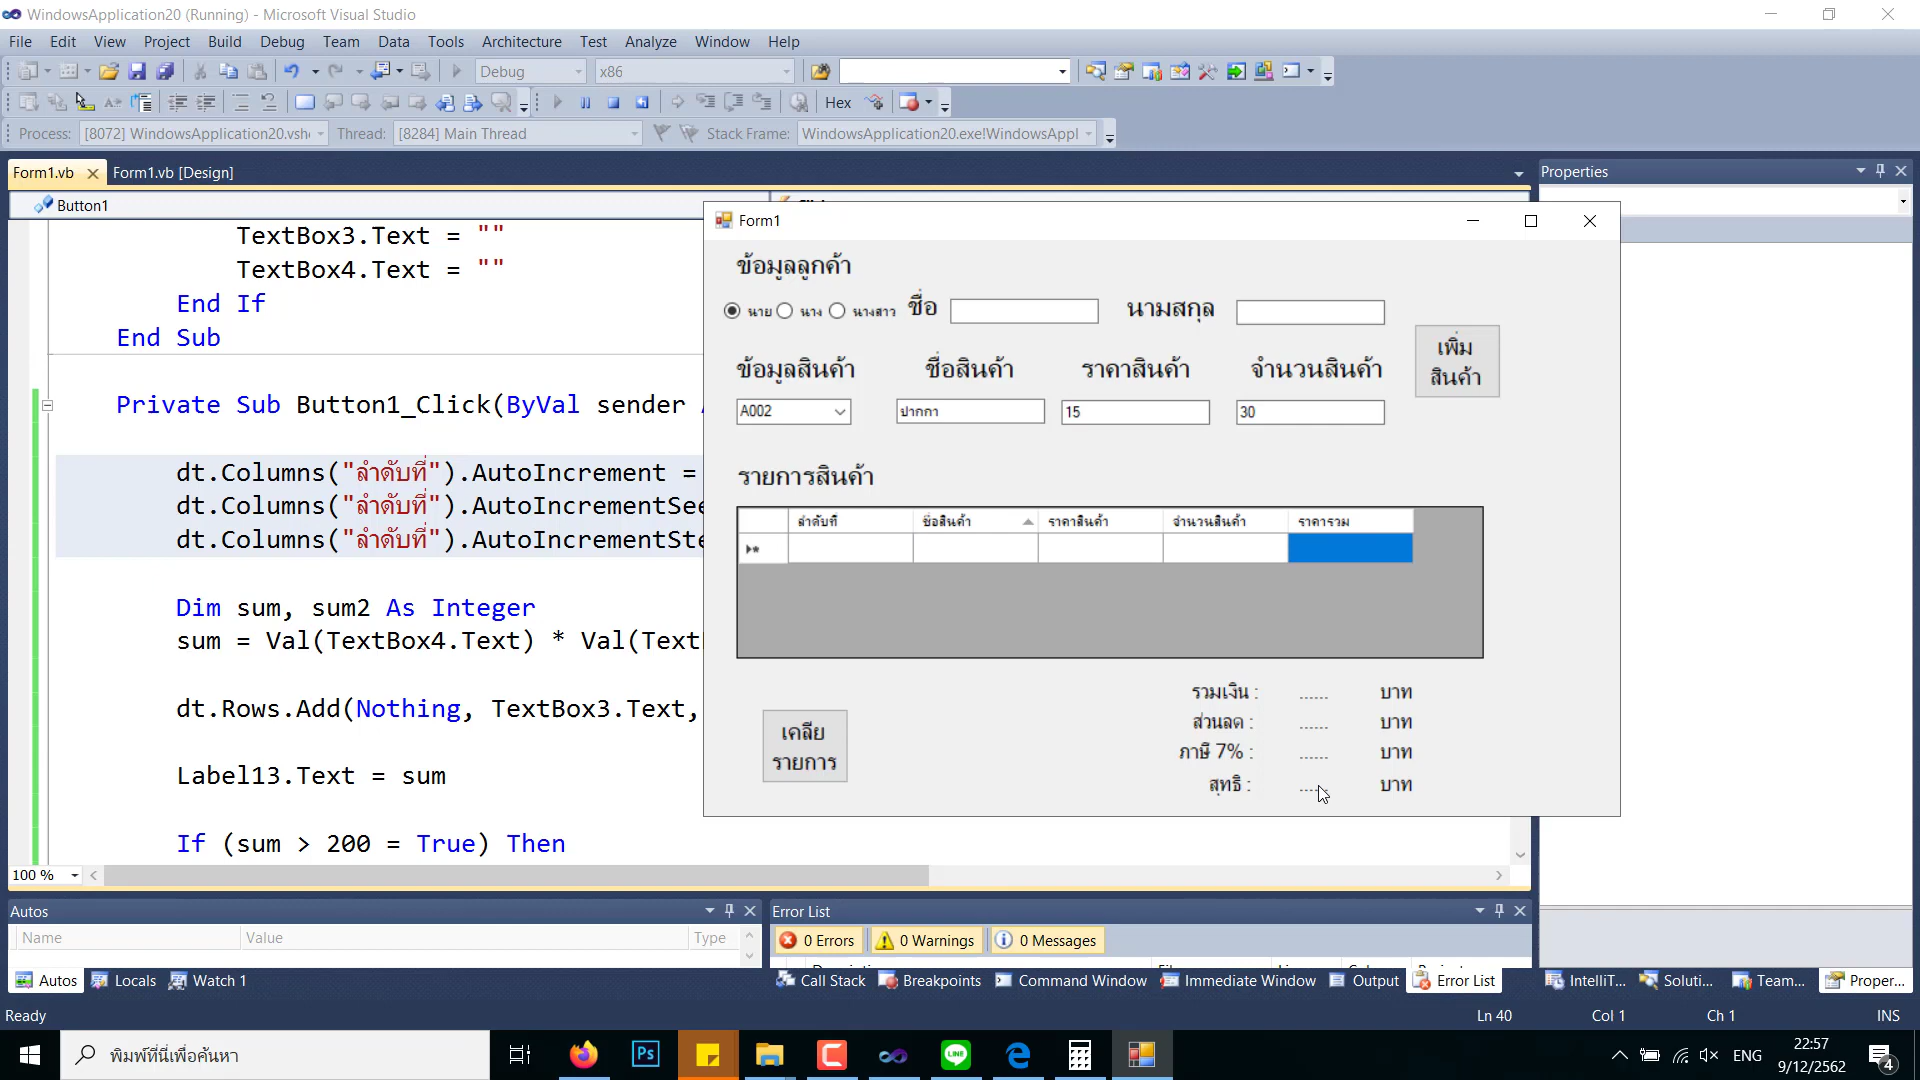 WindowsApplication20 (Running) - Microsoft Visual Studio
File Edit View Project Build Debug Team Data Tools Architecture Test Analyze Window Help
Debug x86
Hex
Process: [8072] WindowsApplication20.vsh Thread: [8284] Main Thread Stack Frame: WindowsApplication20.exe!WindowsAppl
Form1.vb Form1.vb [Design]
Properties
Button1
TextBox3.Text = ""
TextBox4.Text = ""
End If
End Sub
Private Sub Button1_Click(ByVal sender
dt.Columns("ลำดับที่").AutoIncrement =
dt.Columns("ลำดับที่").AutoIncrementSee
dt.Columns("ลำดับที่").AutoIncrementSte
Dim sum, sum2 As Integer
sum = Val(TextBox4.Text) * Val(Text
dt.Rows.Add(Nothing, TextBox3.Text,
Label13.Text = sum
If (sum > 200 = True) Then
100 %
Form1
ข้อมูลลูกค้า
นาย นาง นางสาว ชื่อ นามสกุล
เพิ่ม
สินค้า
ข้อมูลสินค้า ชื่อสินค้า ราคาสินค้า จำนวนสินค้า
A002 ปากกา 15 30
รายการสินค้า
ลำดับที่ ชื่อสินค้า ราคาสินค้า จำนวนสินค้า ราคารวม
รวมเงิน : ...... บาท
ส่วนลด : ...... บาท
ภาษี 7% : ...... บาท
สุทธิ : ...... บาท
เคลีย
รายการ
Autos
Name Value Type
Error List
0 Errors 0 Warnings 0 Messages
Autos Locals Watch 1
Call Stack Breakpoints Command Window Immediate Window Output Error List
IntelliT... Soluti... Team... Proper...
Ready Ln 40 Col 1 Ch 1 INS
พิมพ์ที่นี่เพื่อค้นหา
Ps
LINE
ENG
22:57
9/12/2562
4